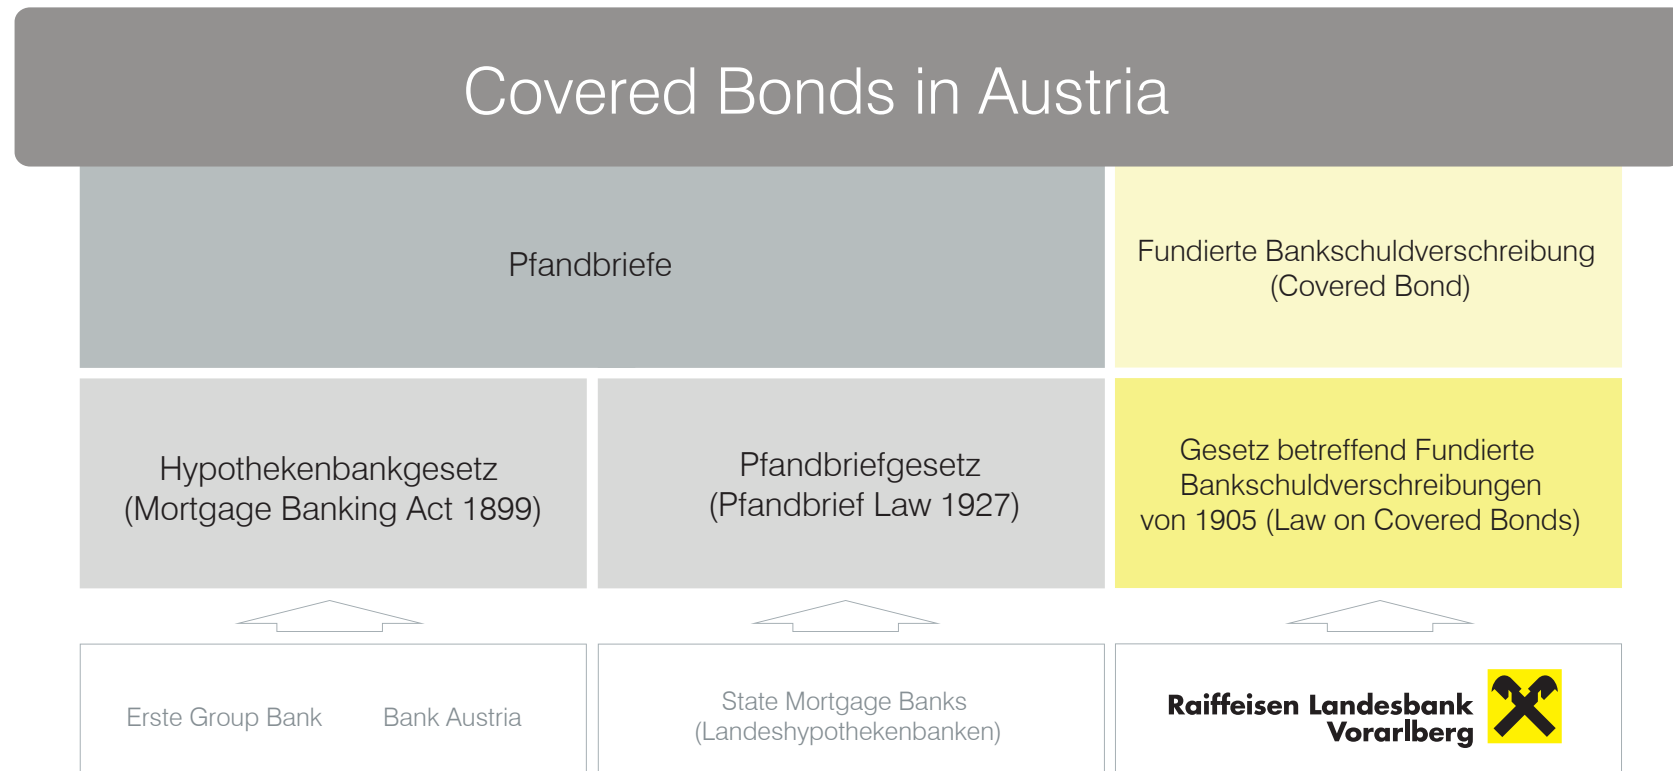 Covered Bonds in Austria
Pfandbriefe
Fundierte Bankschuldverschreibung
(Covered Bond)
Hypothekenbankgesetz
(Mortgage Banking Act 1899)
Pfandbriefgesetz
(Pfandbrief Law 1927)
Gesetz betreffend Fundierte
Bankschuldverschreibungen
von 1905 (Law on Covered Bonds)
Erste Group Bank
Bank Austria
State Mortgage Banks
(Landeshypothekenbanken)
Raiffeisen Landesbank
Vorarlberg